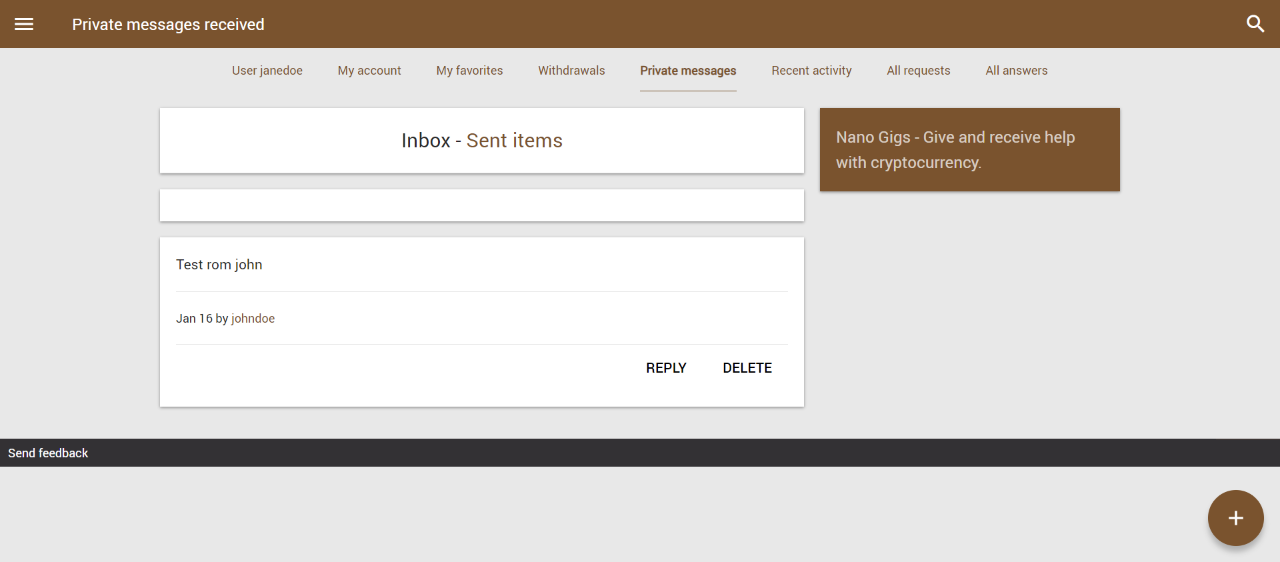 Private messages received
User janedoe My account My favorites Withdrawals Private messages Recent activity All requests All answers
Inbox - Sent items
Nano Gigs - Give and receive help
with cryptocurrency.
Test rom john
Jan 16 by johndoe
REPLY DELETE
Send feedback